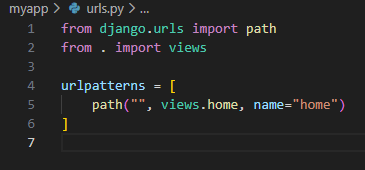 myapp > urls.py > ...
1 from django.urls import path
2 from . import views
3
4 urlpatterns = [
5     path("", views.home, name="home")
6 ]
7